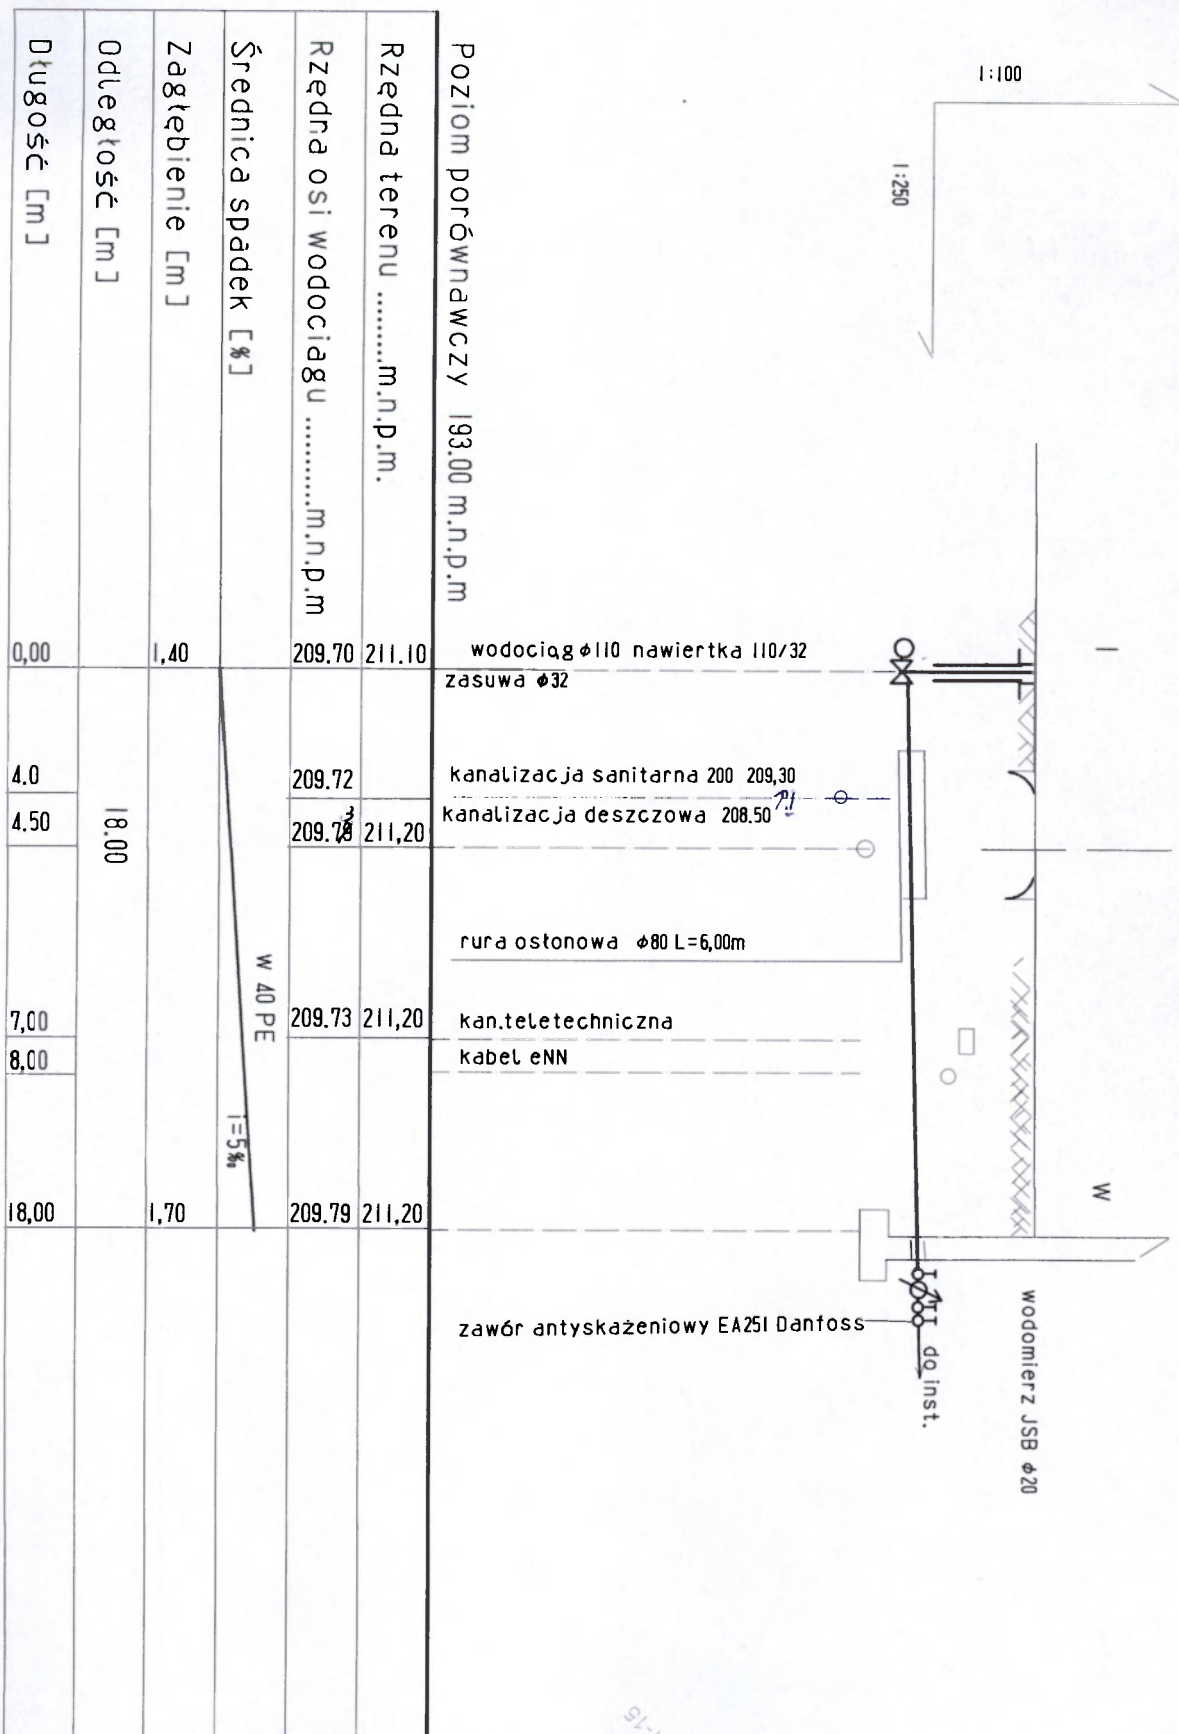 1:100
1:250
I
W
wodomierz JSB ϕ20
do inst.
Poziom porównawczy 193.00 m.n.p.m
wodociąg ϕ110 nawiertka 110/32
zasuwa ϕ32
kanalizacja sanitarna 200 209,30
kanalizacja deszczowa 208.50
rura osłonowa ϕ80 L=6,00m
kan.teletechniczna
kabel eNN
zawór antyskażeniowy EA251 Danfoss
Rzędna terenu .........m.n.p.m.
211.10
211,20
211,20
211,20
Rzędna osi wodociagu ...........m.n.p.m
209.70
209.72
209.73
209.73
209.79
Średnica spadek [%]
W 40 PE
i=5‰
Zagłębienie [m]
1,40
1,70
Odległość [m]
18.00
Długość [m]
0,00
4.0
4.50
7,00
8,00
18,00